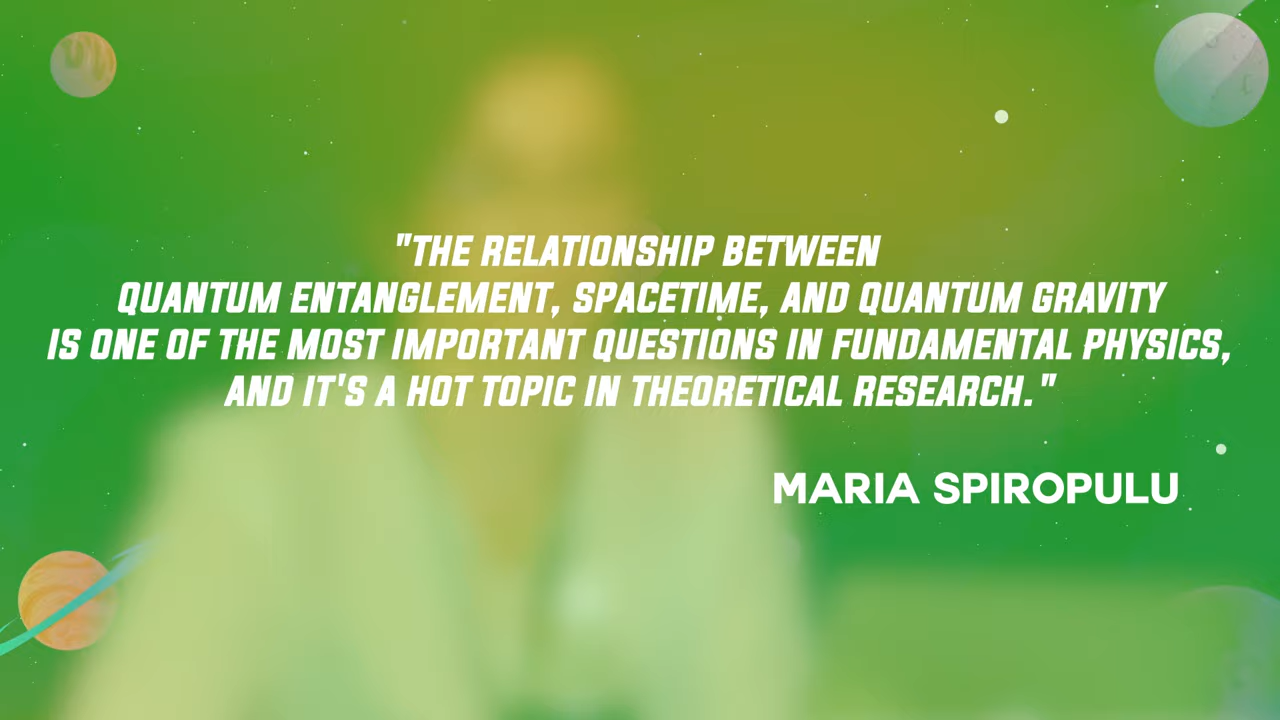 "THE RELATIONSHIP BETWEEN
QUANTUM ENTANGLEMENT, SPACETIME, AND QUANTUM GRAVITY
IS ONE OF THE MOST IMPORTANT QUESTIONS IN FUNDAMENTAL PHYSICS,
AND IT'S A HOT TOPIC IN THEORETICAL RESEARCH."
MARIA SPIROPULU